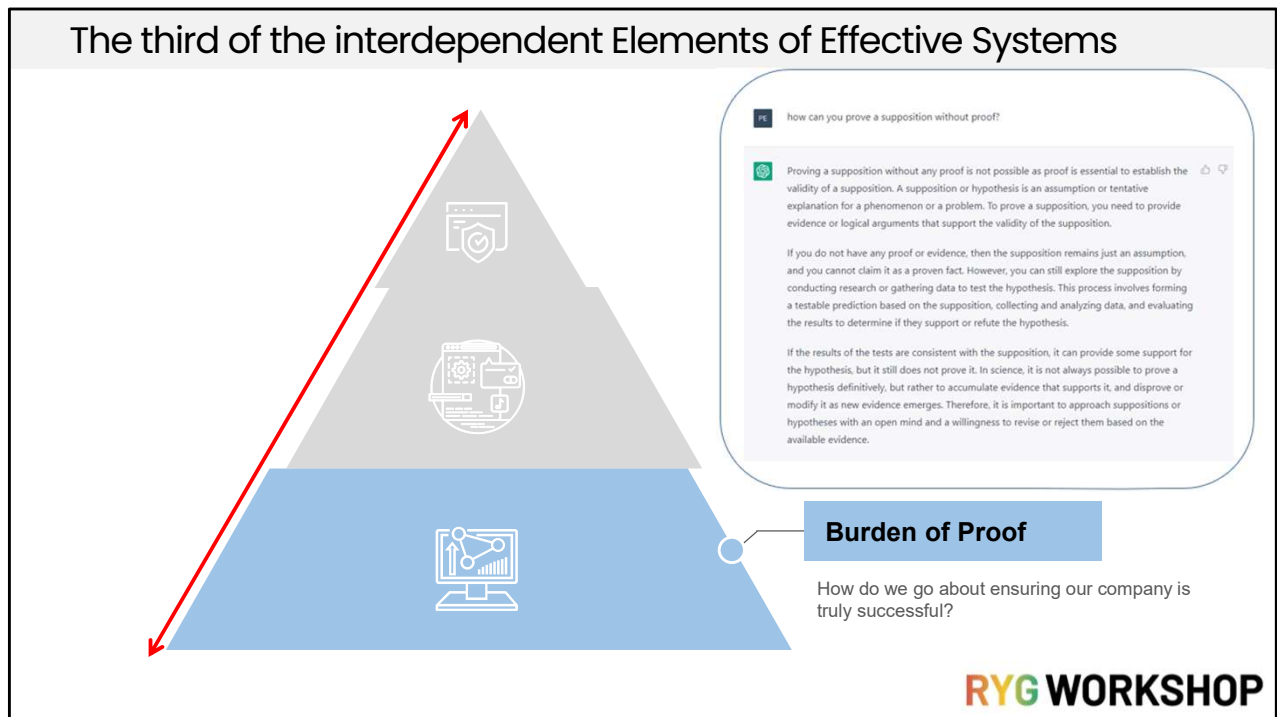 The third of the interdependent Elements of Effective Systems
PE
how can you prove a supposition without proof?
Proving a supposition without any proof is not possible as proof is essential to establish the
validity of a supposition. A supposition or hypothesis is an assumption or tentative
explanation for a phenomenon or a problem. To prove a supposition, you need to provide
evidence or logical arguments that support the validity of the supposition.
If you do not have any proof or evidence, then the supposition remains just an assumption,
and you cannot claim it as a proven fact. However, you can still explore the supposition by
conducting research or gathering data to test the hypothesis. This process involves forming
a testable prediction based on the supposition, collecting and analyzing data, and evaluating
the results to determine if they support or refute the hypothesis.
If the results of the tests are consistent with the supposition, it can provide some support for
the hypothesis, but it still does not prove it. In science, it is not always possible to prove a
hypothesis definitively, but rather to accumulate evidence that supports it, and disprove or
modify it as new evidence emerges. Therefore, it is important to approach suppositions or
hypotheses with an open mind and a willingness to revise or reject them based on the
available evidence.
Burden of Proof
How do we go about ensuring our company is
truly successful?
RYG WORKSHOP